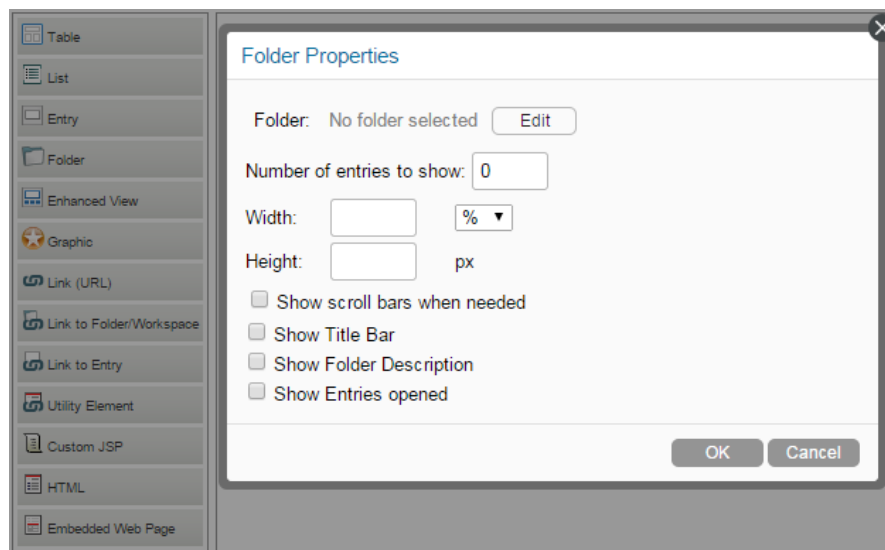 Table
List
Entry
Folder
Enhanced View
Graphic
Link (URL)
Link to Folder/Workspace
Link to Entry
Utility Element
Custom JSP
HTML
Embedded Web Page
Folder Properties
Folder: No folder selected Edit
Number of entries to show: 0
Width: %
Height: px
Show scroll bars when needed
Show Title Bar
Show Folder Description
Show Entries opened
OK Cancel